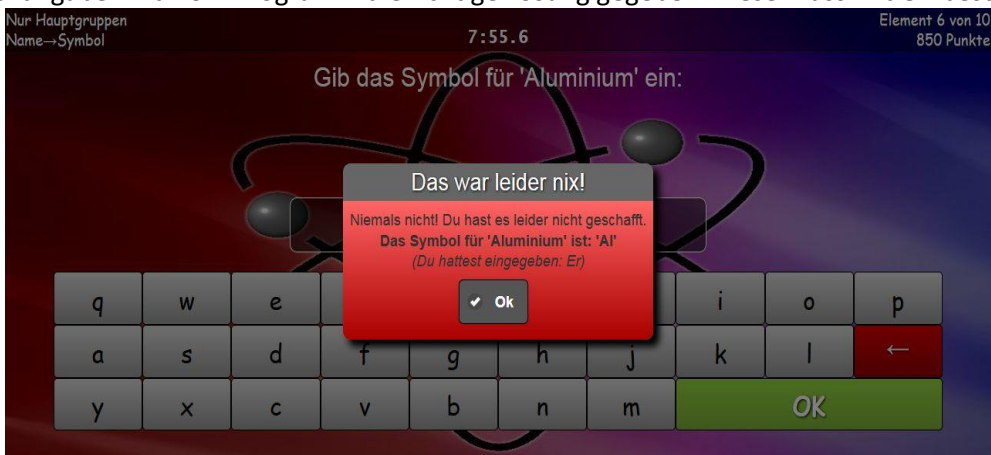 Nur Hauptgruppen
Name→Symbol
7:55.6
Element 6 von 10
850 Punkte
Gib das Symbol für 'Aluminium' ein:
Das war leider nix!
Niemals nicht! Du hast es leider nicht geschafft.
Das Symbol für 'Aluminium' ist: 'Al'
(Du hattest eingegeben: Er)
✔ Ok
q w e i o p
a s d f g h j k l ←
y x c v b n m OK